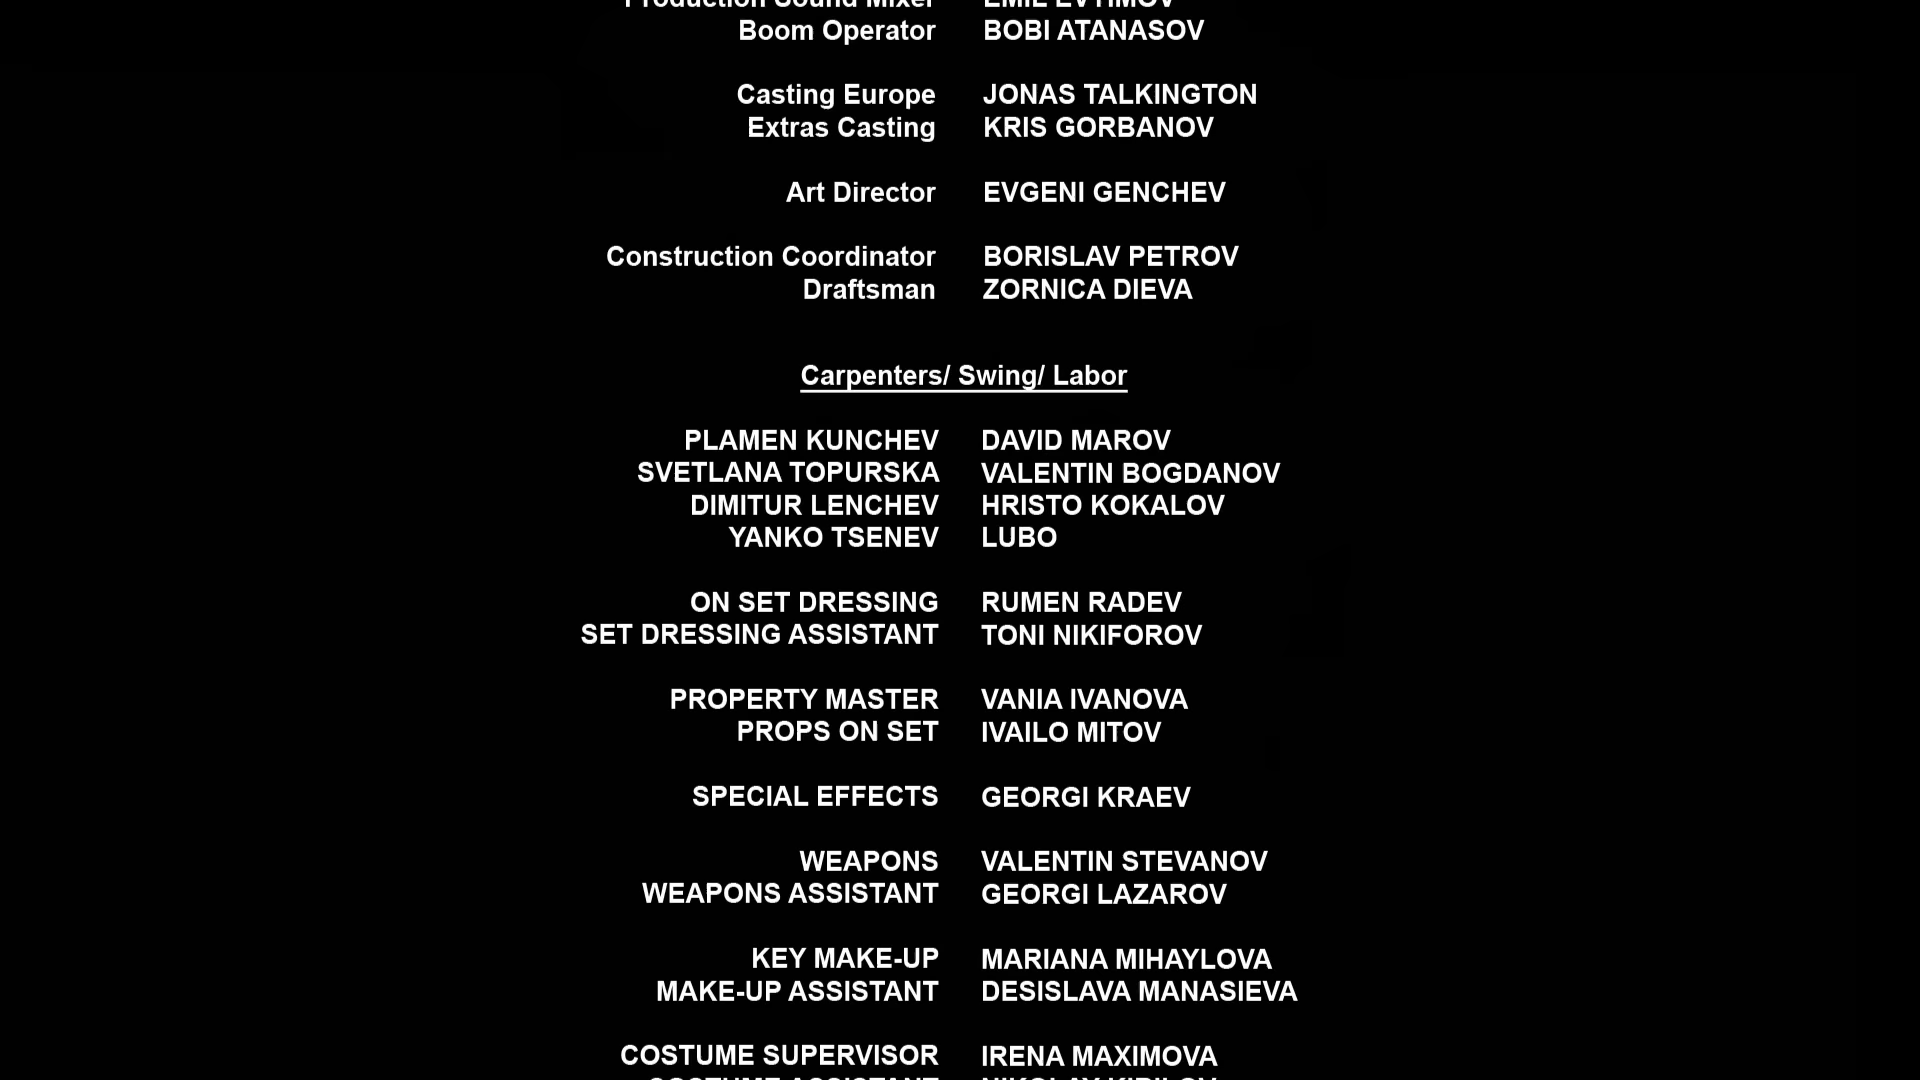 Production Sound Mixer EMIL EVTIMOV
Boom Operator BOBI ATANASOV
Casting Europe JONAS TALKINGTON
Extras Casting KRIS GORBANOV
Art Director EVGENI GENCHEV
Construction Coordinator BORISLAV PETROV
Draftsman ZORNICA DIEVA
Carpenters/ Swing/ Labor
PLAMEN KUNCHEV DAVID MAROV
SVETLANA TOPURSKA VALENTIN BOGDANOV
DIMITUR LENCHEV HRISTO KOKALOV
YANKO TSENEV LUBO
ON SET DRESSING RUMEN RADEV
SET DRESSING ASSISTANT TONI NIKIFOROV
PROPERTY MASTER VANIA IVANOVA
PROPS ON SET IVAILO MITOV
SPECIAL EFFECTS GEORGI KRAEV
WEAPONS VALENTIN STEVANOV
WEAPONS ASSISTANT GEORGI LAZAROV
KEY MAKE-UP MARIANA MIHAYLOVA
MAKE-UP ASSISTANT DESISLAVA MANASIEVA
COSTUME SUPERVISOR IRENA MAXIMOVA
COSTUME ASSISTANT NIKOLAY KIRILOV